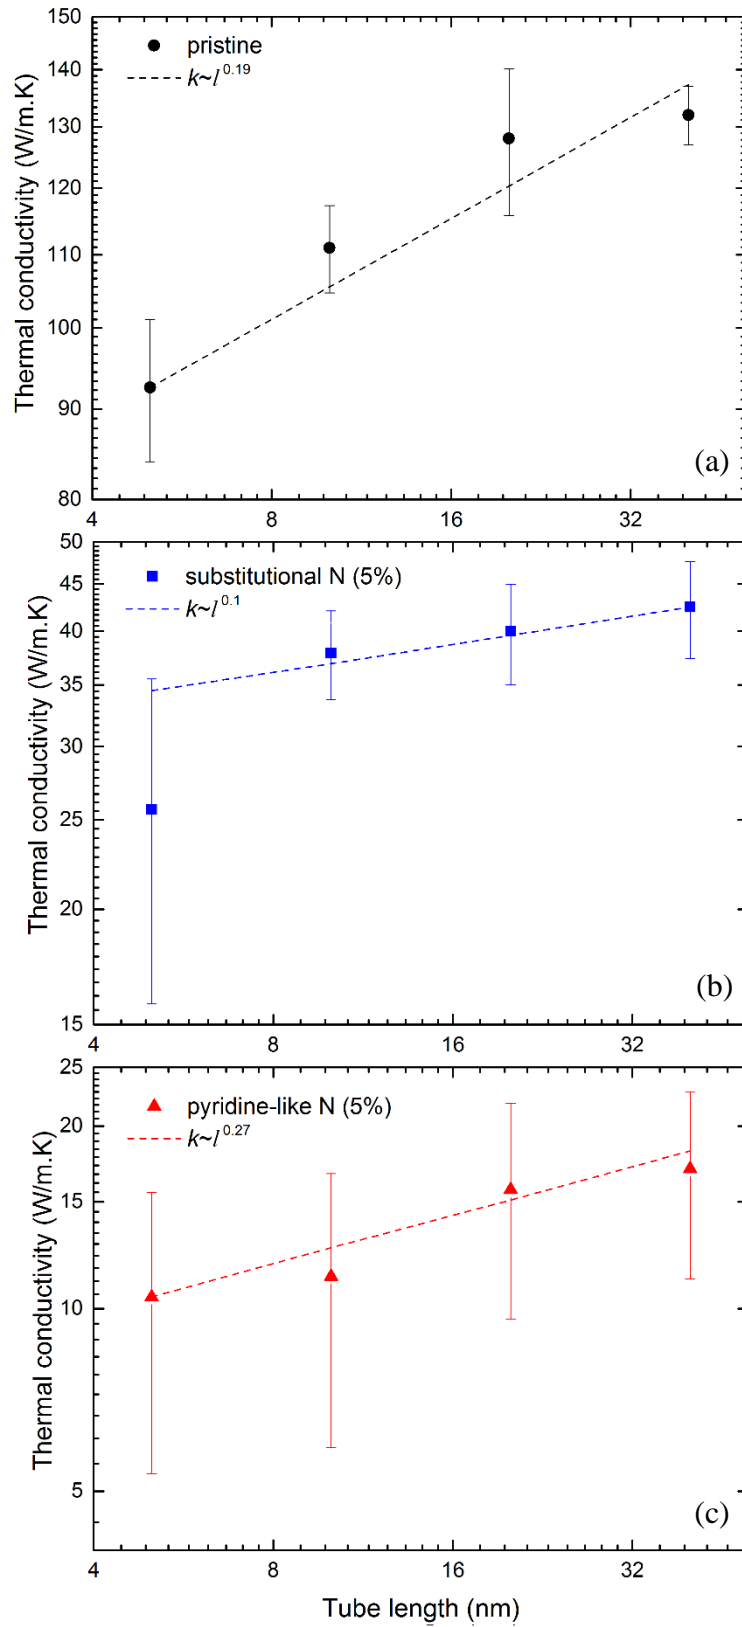 150
pristine
k~l^0.19
140
130
120
110
100
90
80
Thermal conductivity (W/m.K)
(a)
4 8 16 32
50
substitutional N (5%)
k~l^0.1
45
40
35
30
25
20
15
Thermal conductivity (W/m.K)
(b)
4 8 16 32
25
pyridine-like N (5%)
k~l^0.27
20
15
10
5
Thermal conductivity (W/m.K)
(c)
4 8 16 32
Tube length (nm)